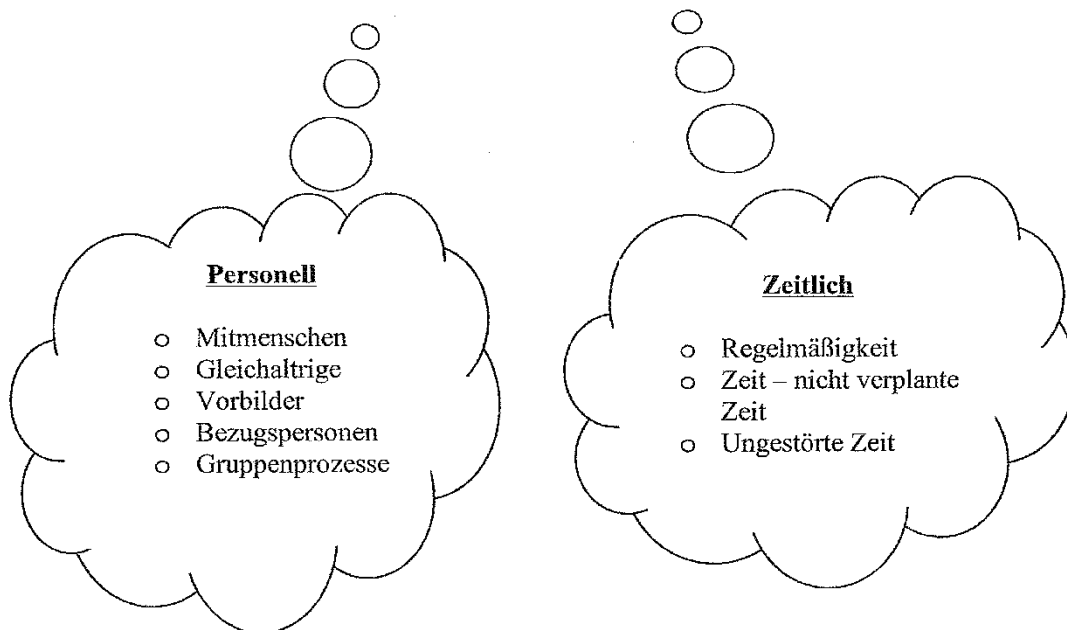 Personell
o Mitmenschen
o Gleichaltrige
o Vorbilder
o Bezugspersonen
o Gruppenprozesse
Zeitlich
o Regelmäßigkeit
o Zeit – nicht verplante
Zeit
o Ungestörte Zeit